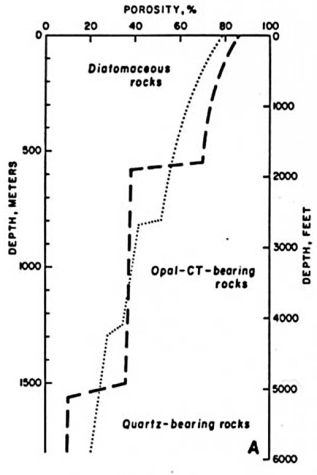 POROSITY, %
0 20 40 60 80 100
0 0
Diatomaceous
rocks
1000
500
2000
DEPTH, METERS
DEPTH, FEET
3000
1000
Opal-CT-bearing
rocks
4000
1500
5000
Quartz-bearing rocks
A
6000